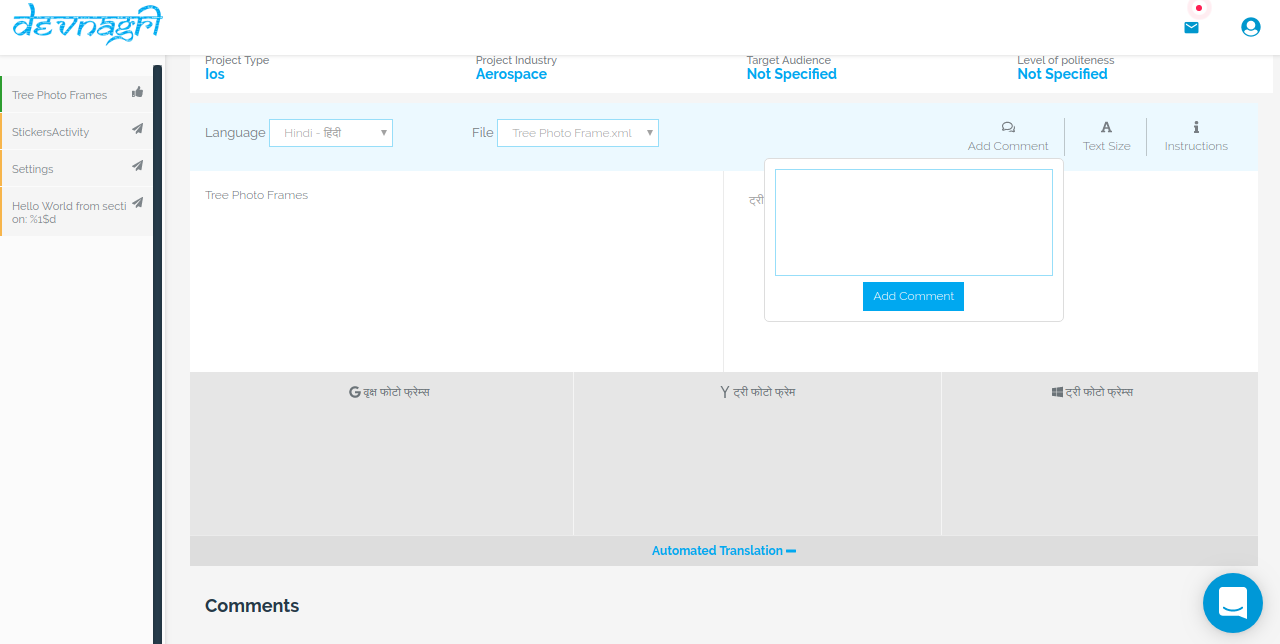 devnagri
Project Type
Ios
Project Industry
Aerospace
Target Audience
Not Specified
Level of politeness
Not Specified
Tree Photo Frames
StickersActivity
Settings
Hello World from secti
on: %1$d
Language Hindi - हिंदी
File Tree Photo Frame.xml
Add Comment
Text Size
Instructions
Tree Photo Frames
ट्री
Add Comment
वृक्ष फोटो फ्रेम्स
ट्री फोटो फ्रेम
ट्री फोटो फ्रेम्स
Automated Translation
Comments